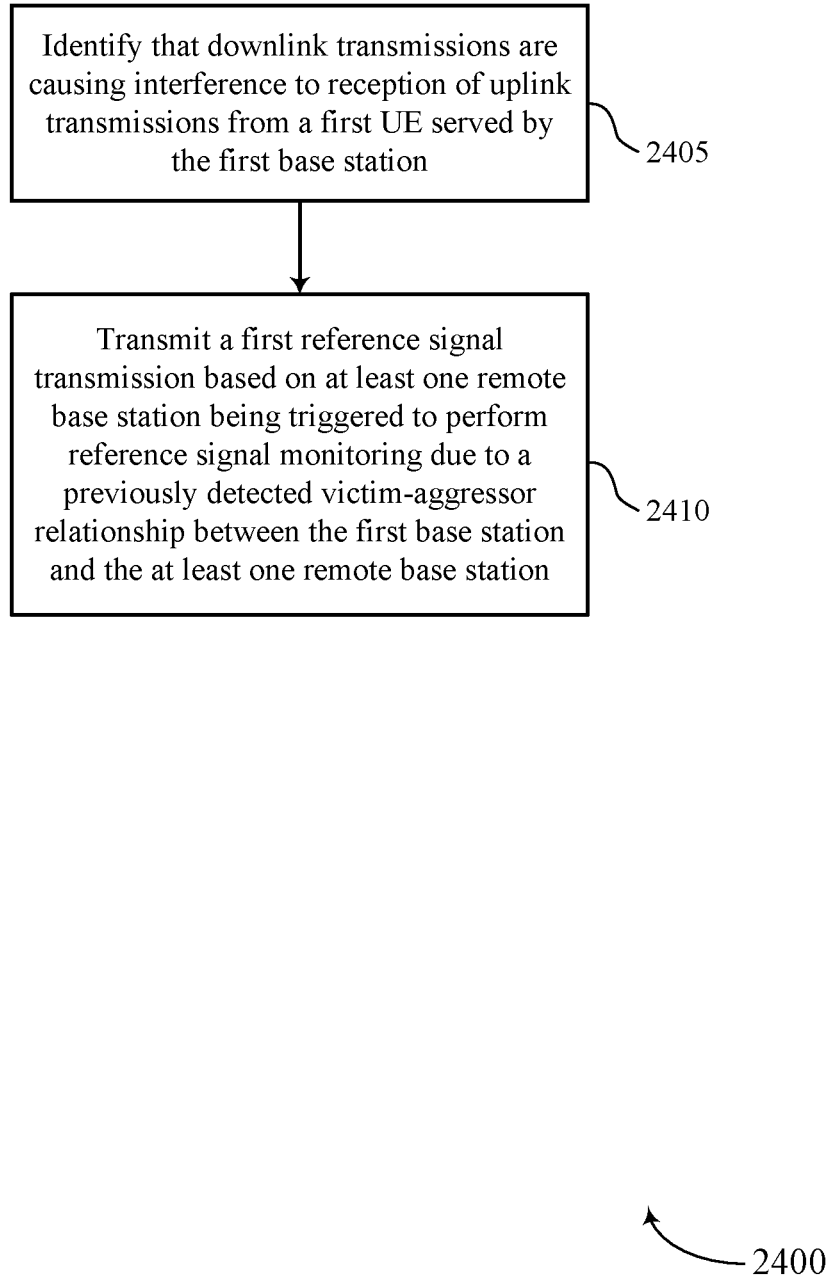 Identify that downlink transmissions are
causing interference to reception of uplink
transmissions from a first UE served by
the first base station
2405
Transmit a first reference signal
transmission based on at least one remote
base station being triggered to perform
reference signal monitoring due to a
previously detected victim-aggressor
relationship between the first base station
and the at least one remote base station
2410
2400